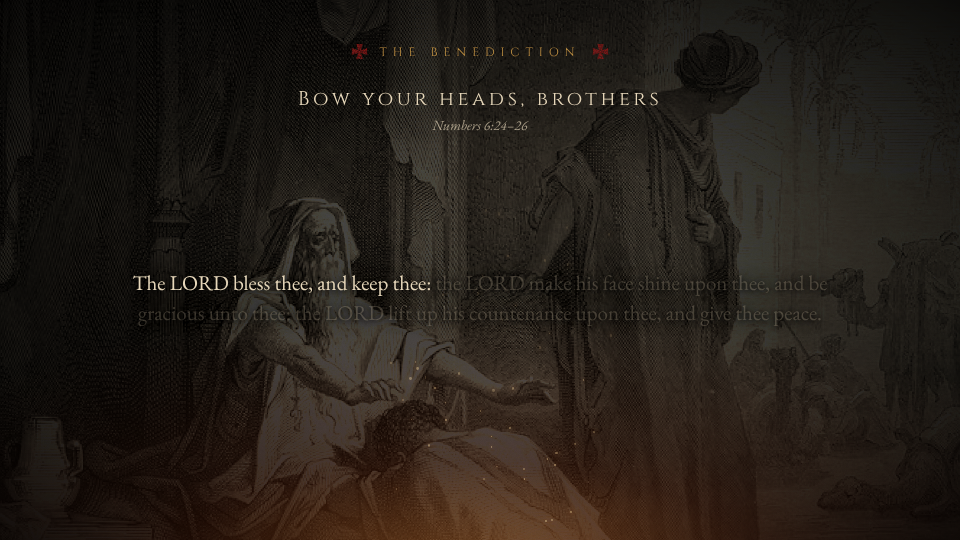 THE BENEDICTION
BOW YOUR HEADS, BROTHERS
Numbers 6:24–26
The LORD bless thee, and keep thee: the LORD make his face shine upon thee, and be
gracious unto thee: the LORD lift up his countenance upon thee, and give thee peace.